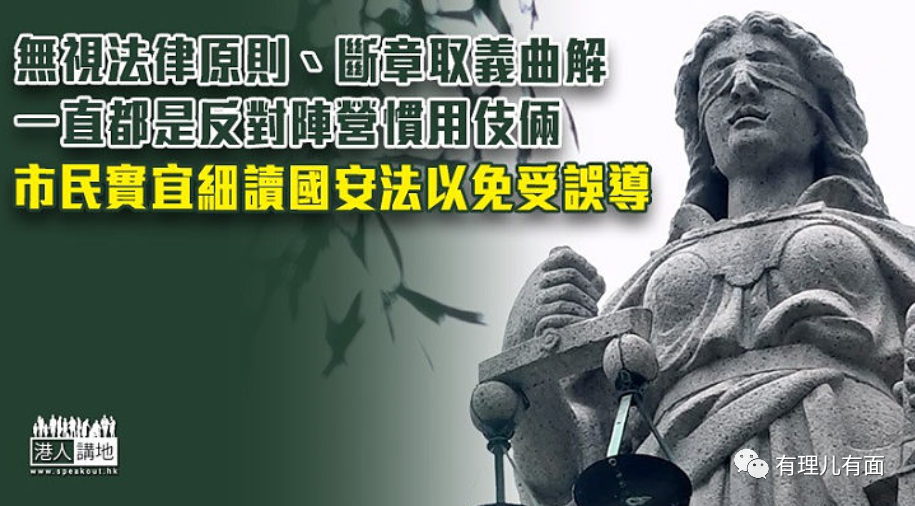 無視法律原則、斷章取義曲解
一直都是反對陣營慣用伎倆
市民實宜細讀國安法以免受誤導
港人講地
www.speakout.hk
有理儿有面